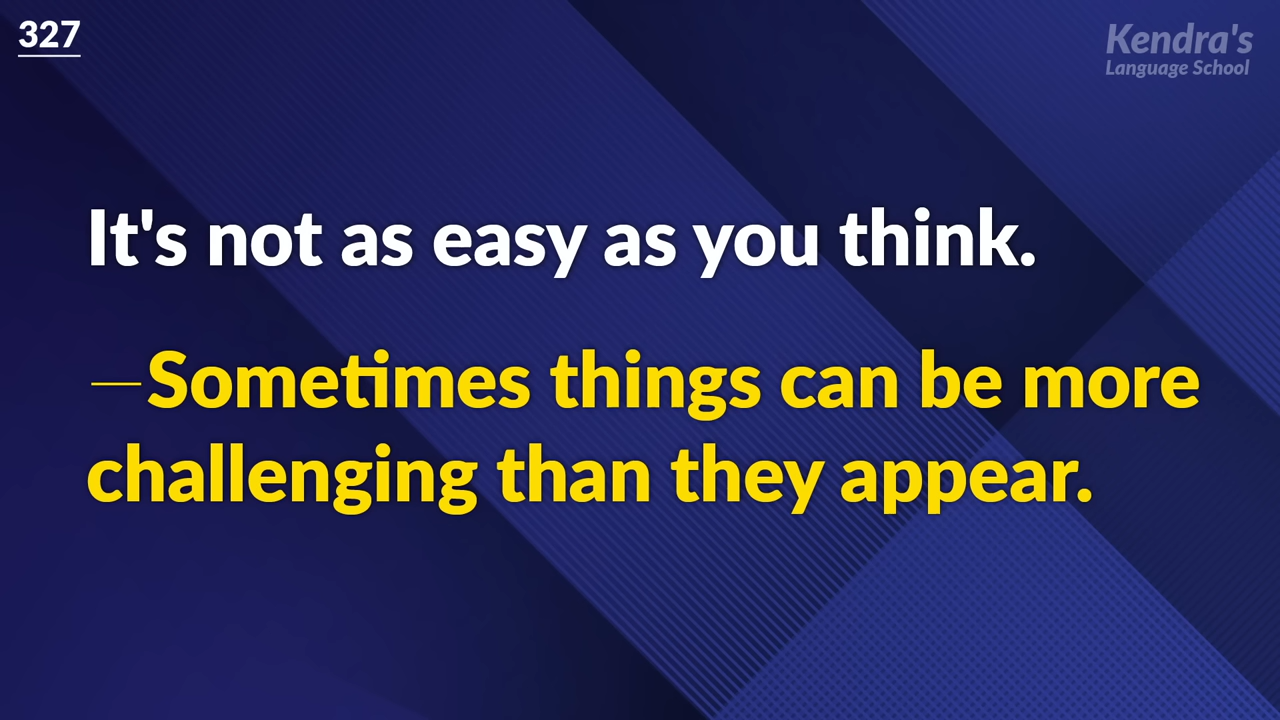 327
Kendra's
Language School
It's not as easy as you think.
—Sometimes things can be more
challenging than they appear.